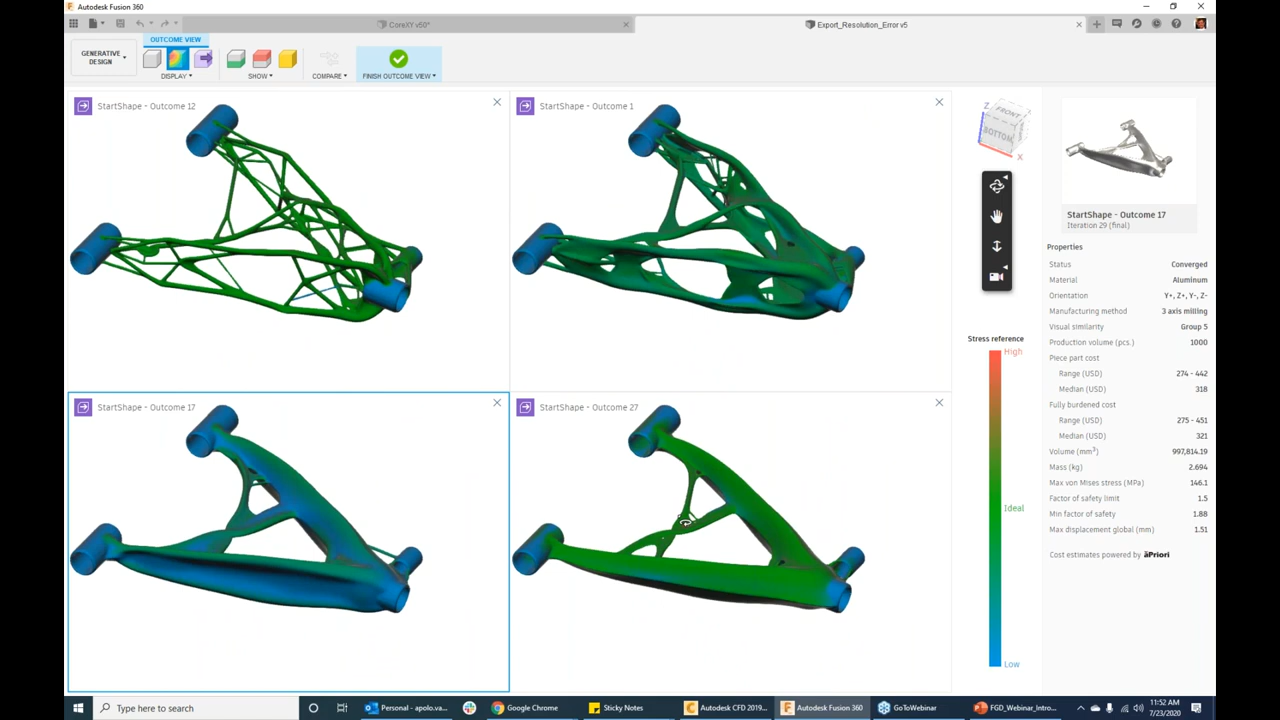 Autodesk Fusion 360
CoreXY v50*
Export_Resolution_Error v5
OUTCOME VIEW
GENERATIVE
DESIGN
DISPLAY
SHOW
COMPARE
FINISH OUTCOME VIEW
StartShape - Outcome 12
StartShape - Outcome 1
StartShape - Outcome 17
StartShape - Outcome 27
Z
FRONT
BOTTOM
X
Stress reference
High
Ideal
Low
StartShape - Outcome 17
Iteration 29 (final)
Properties
Status Converged
Material Aluminum
Orientation Y+, Z+, Y-, Z-
Manufacturing method 3 axis milling
Visual similarity Group 5
Production volume (pcs.) 1000
Piece part cost
Range (USD) 274 - 442
Median (USD) 318
Fully burdened cost
Range (USD) 275 - 451
Median (USD) 321
Volume (mm³) 997,814.19
Mass (kg) 2.694
Max von Mises stress (MPa) 146.1
Factor of safety limit 1.5
Min factor of safety 1.88
Max displacement global (mm) 1.51
Cost estimates powered by aPriori
Type here to search
Personal - apolo.va...
Google Chrome
Sticky Notes
Autodesk CFD 2019...
Autodesk Fusion 360
GoToWebinar
FGD_Webinar_Intro...
11:52 AM
7/23/2020